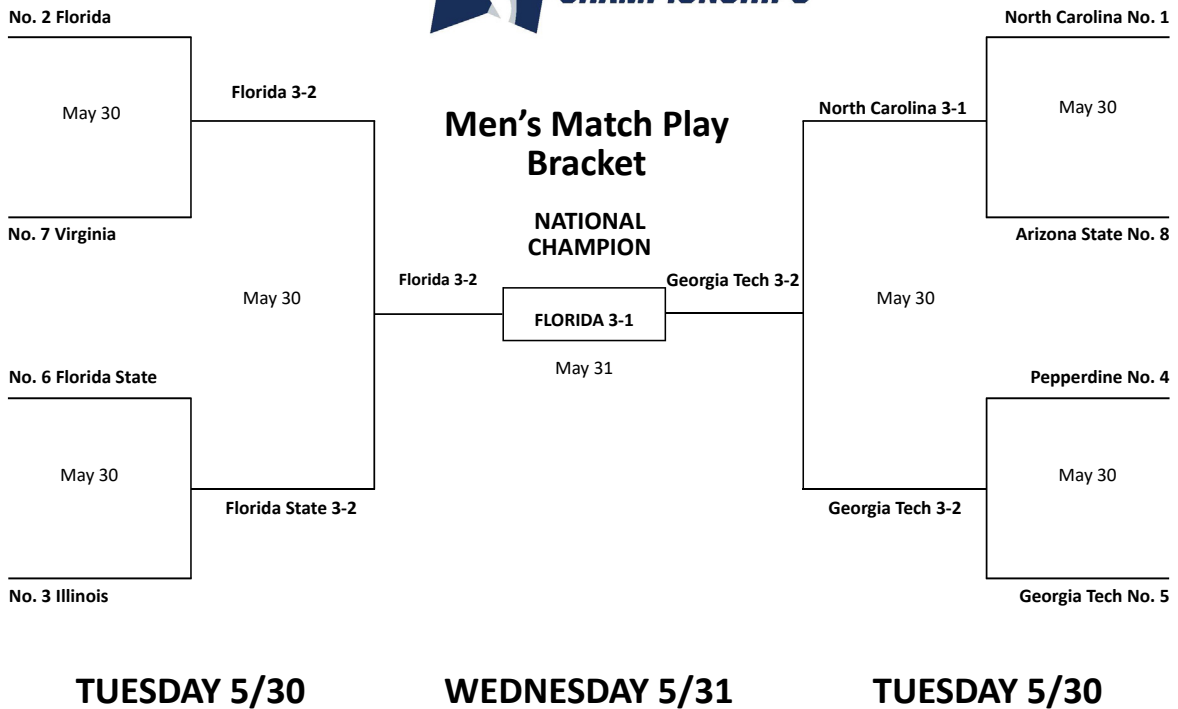 CHAMPIONSHIPS
No. 2 Florida
North Carolina No. 1
May 30
Florida 3-2
Men’s Match Play
Bracket
North Carolina 3-1
May 30
No. 7 Virginia
NATIONAL
CHAMPION
Arizona State No. 8
May 30
Florida 3-2
FLORIDA 3-1
Georgia Tech 3-2
May 30
May 31
No. 6 Florida State
Pepperdine No. 4
May 30
May 30
Florida State 3-2
Georgia Tech 3-2
No. 3 Illinois
Georgia Tech No. 5
TUESDAY 5/30
WEDNESDAY 5/31
TUESDAY 5/30